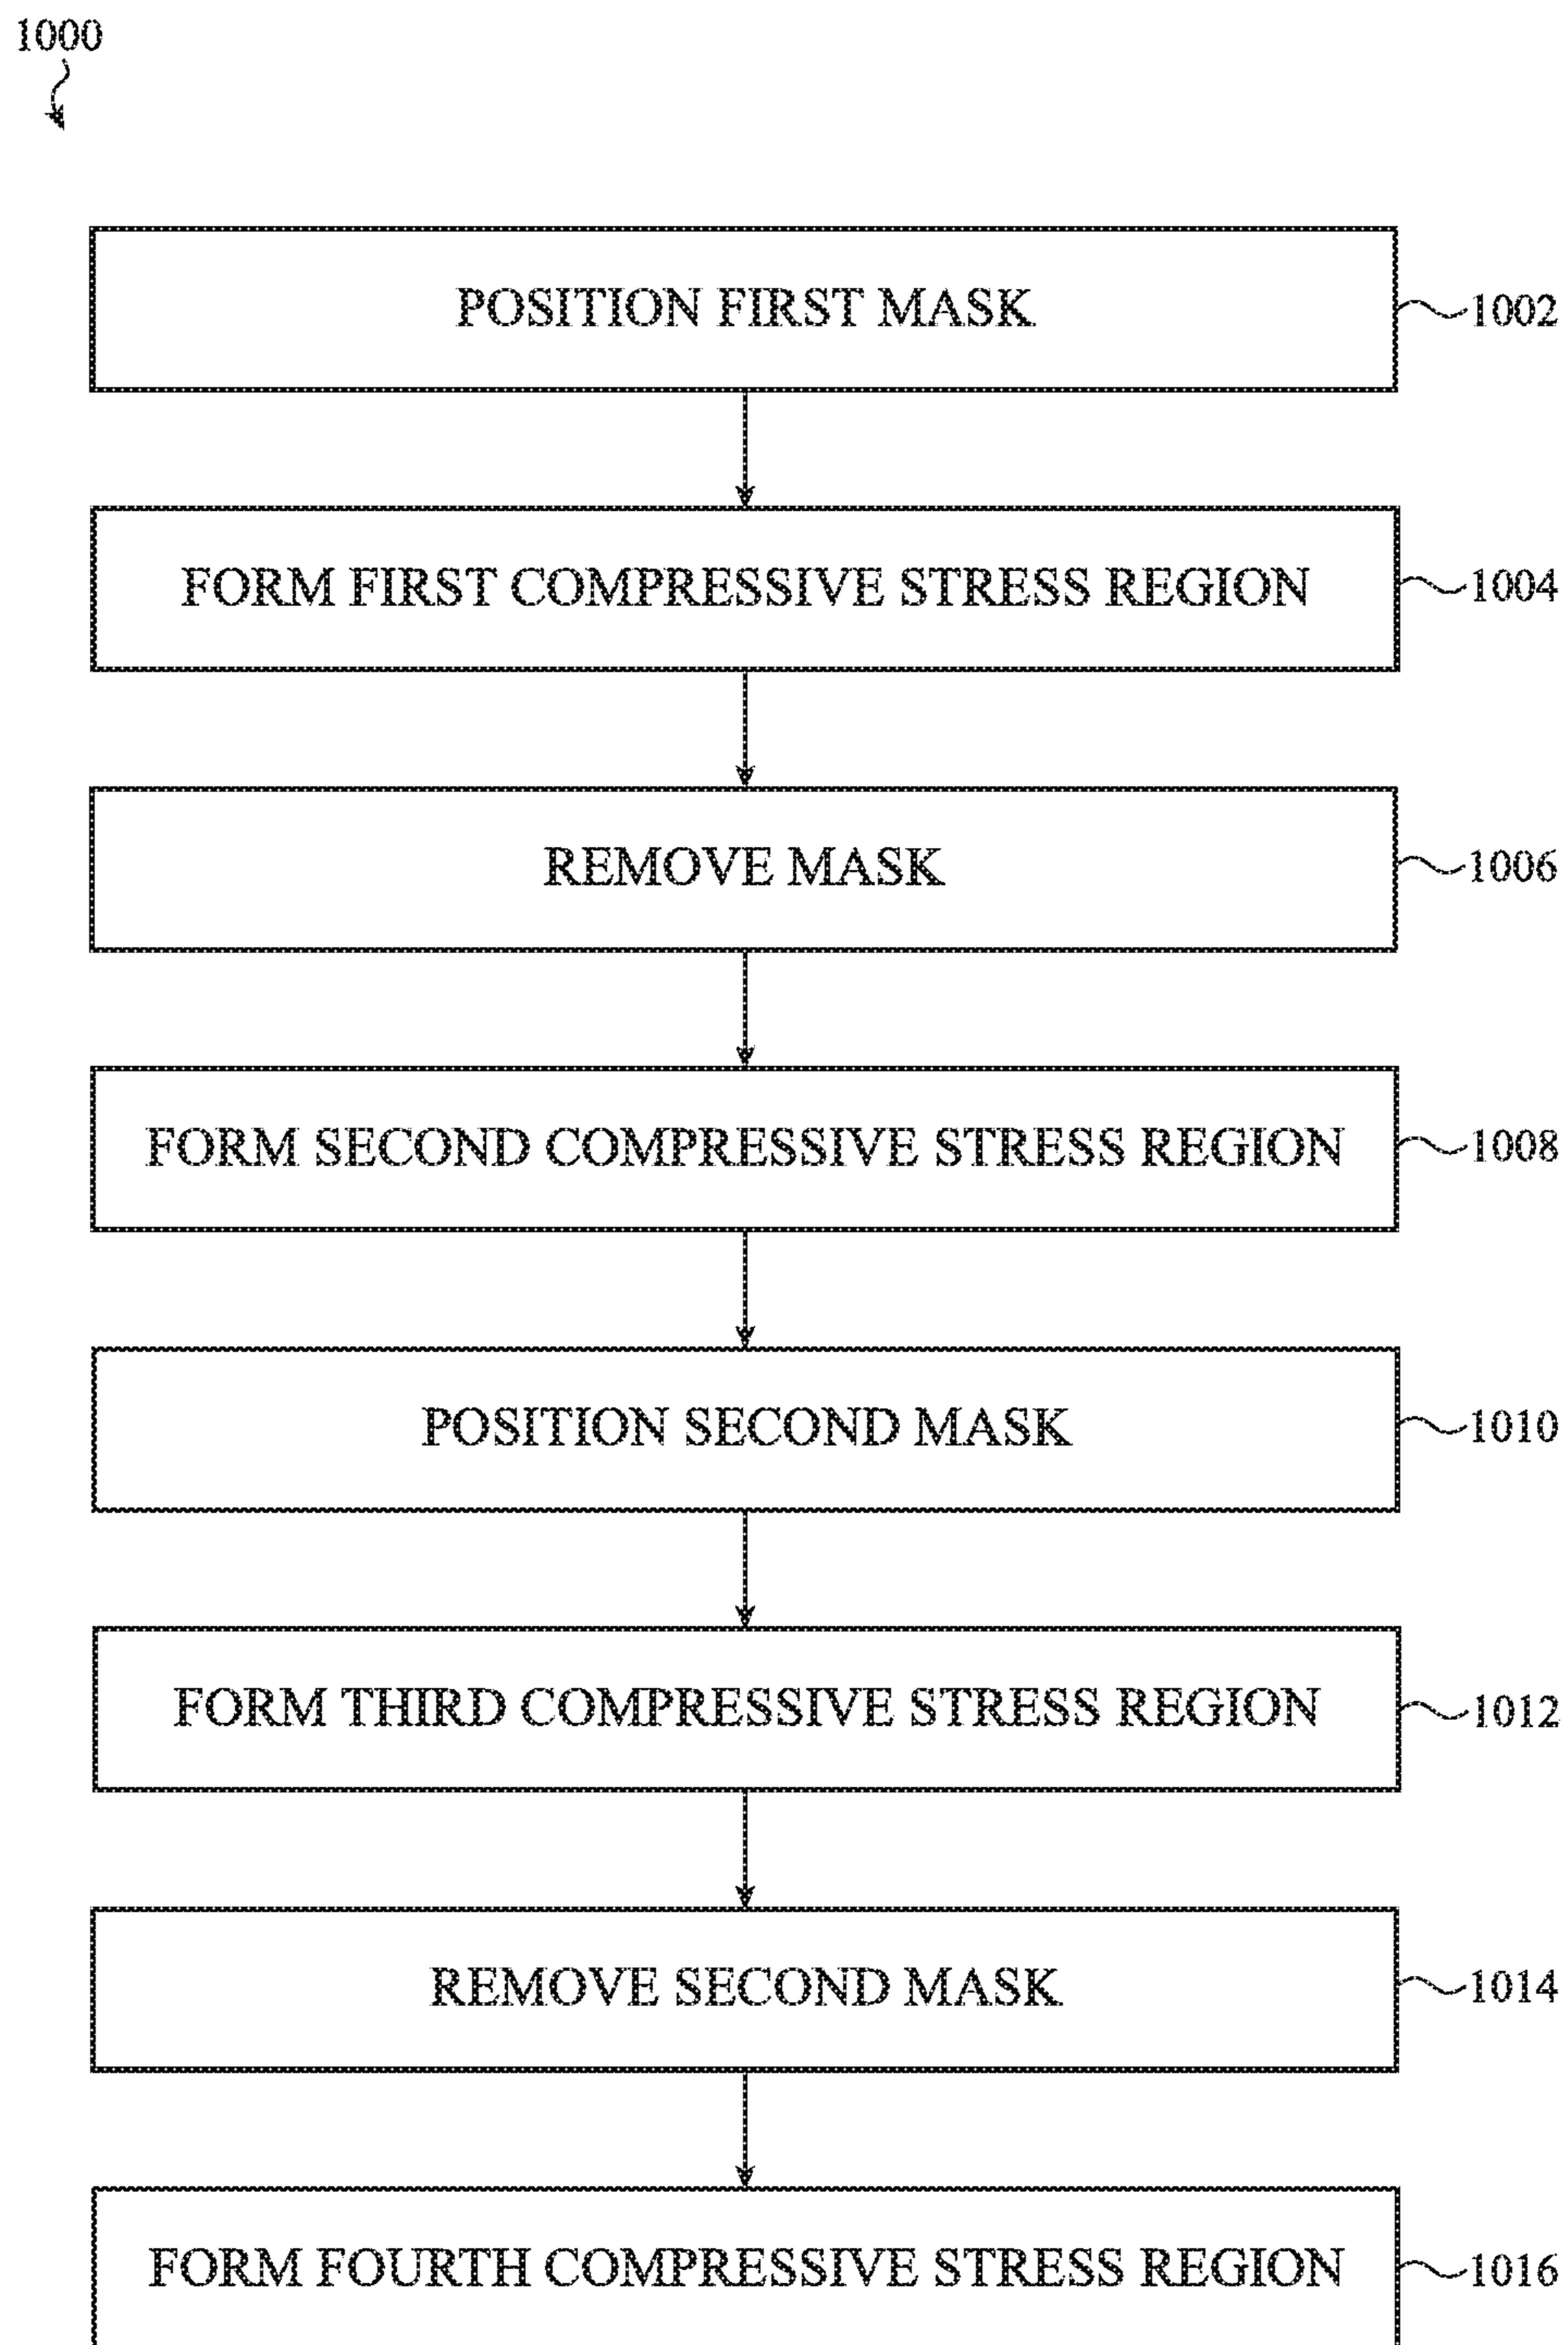 1000
POSITION FIRST MASK
1002
FORM FIRST COMPRESSIVE STRESS REGION
1004
REMOVE MASK
1006
FORM SECOND COMPRESSIVE STRESS REGION
1008
POSITION SECOND MASK
1010
FORM THIRD COMPRESSIVE STRESS REGION
1012
REMOVE SECOND MASK
1014
FORM FOURTH COMPRESSIVE STRESS REGION
1016